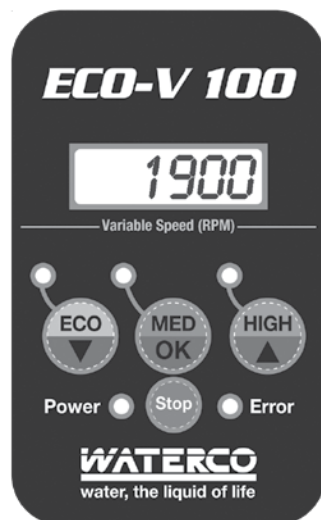 ECO-V 100
1900
Variable Speed (RPM)
ECO MED HIGH
OK
Power Stop Error
WATERCO
water, the liquid of life